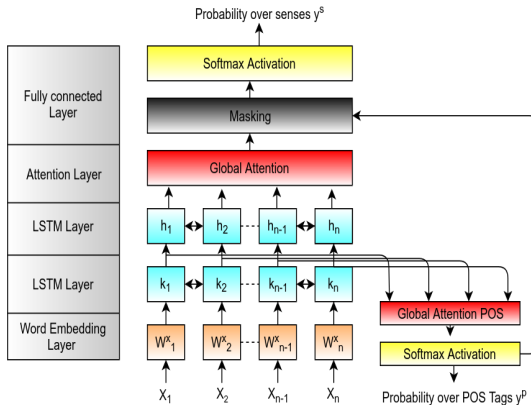 Probability over senses y^s
Softmax Activation
Fully connected
Layer
Masking
Attention Layer
Global Attention
LSTM Layer
h_1 h_2 h_n-1 h_n
LSTM Layer
k_1 k_2 k_n-1 k_n
Global Attention POS
Word Embedding
Layer
W^x_1 W^x_2 W^x_n-1 W^x_n
Softmax Activation
X_1 X_2 X_n-1 X_n
Probability over POS Tags y^p